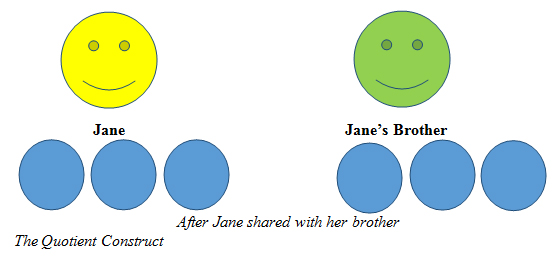 Jane
Jane's Brother
After Jane shared with her brother
The Quotient Construct